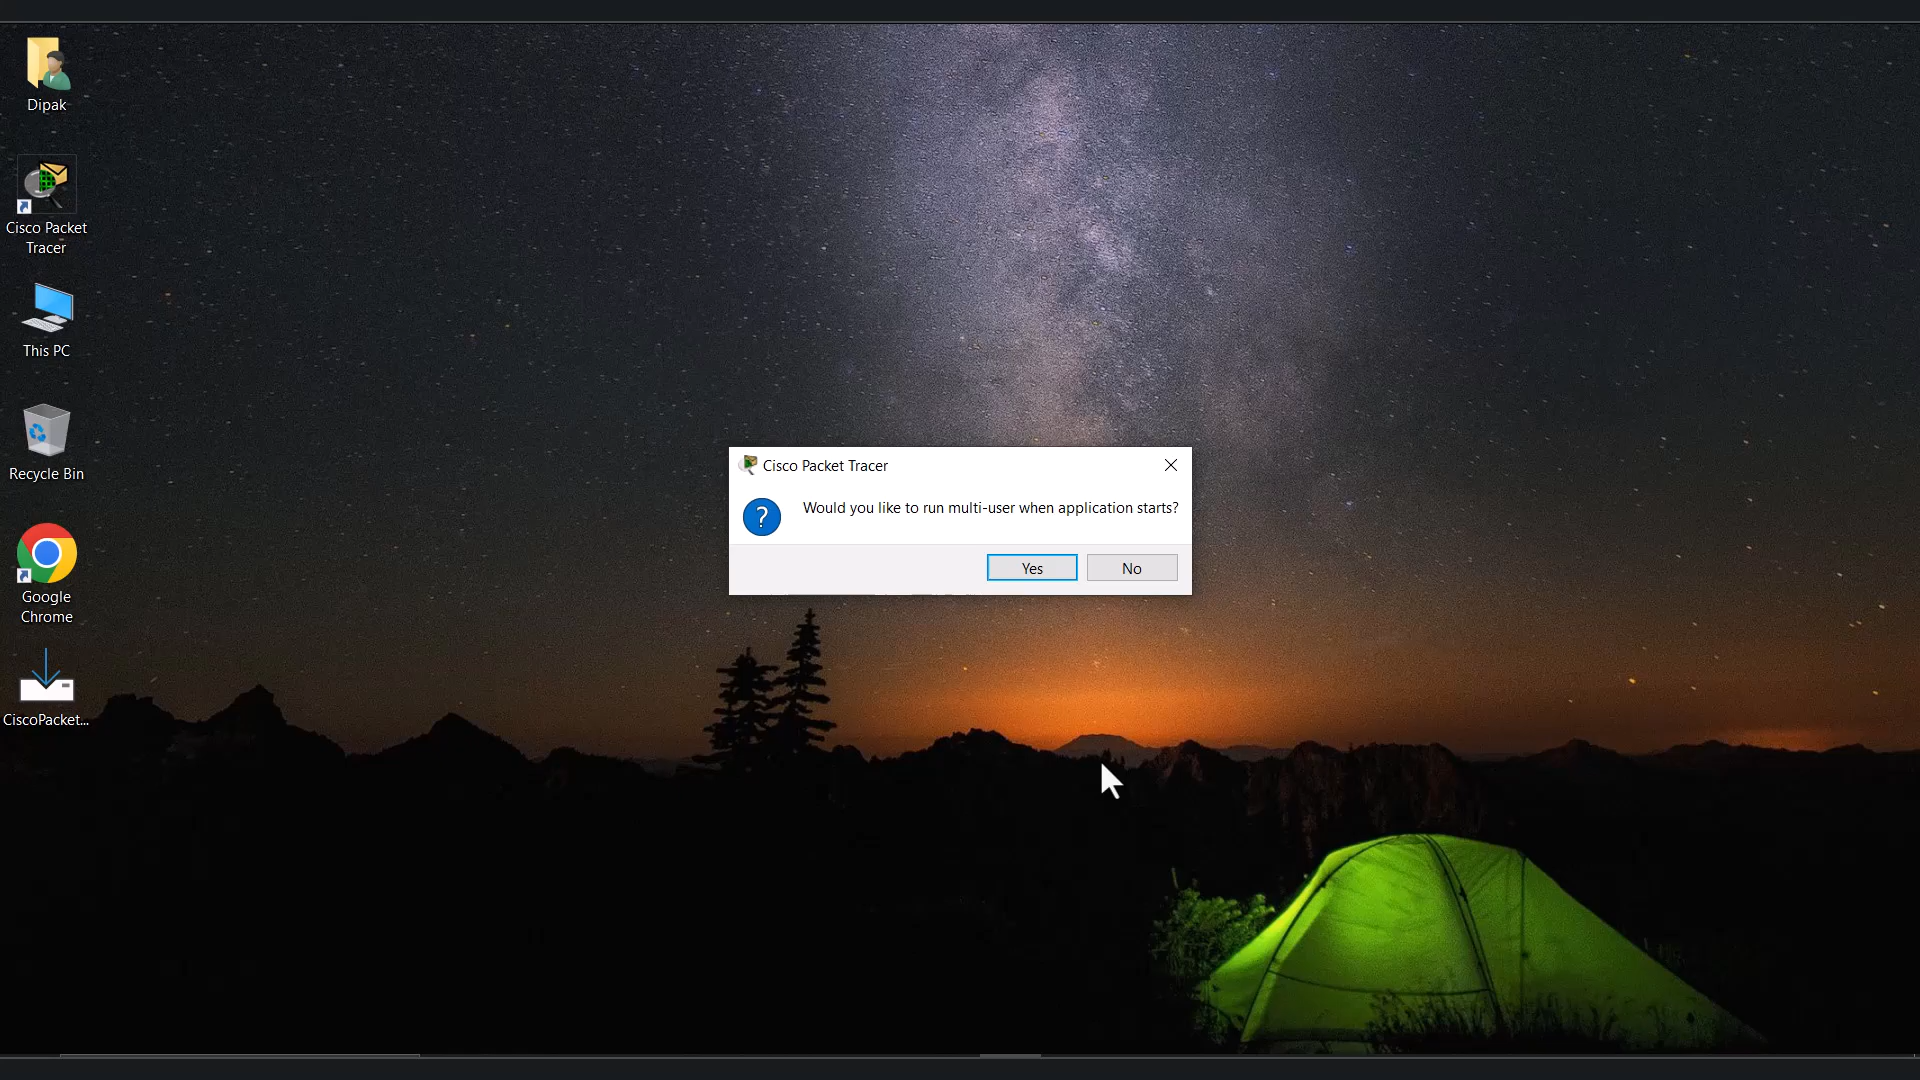 Dipak
Cisco Packet
Tracer
This PC
Recycle Bin
Google
Chrome
CiscoPacket...
Cisco Packet Tracer
? Would you like to run multi-user when application starts?
Yes No